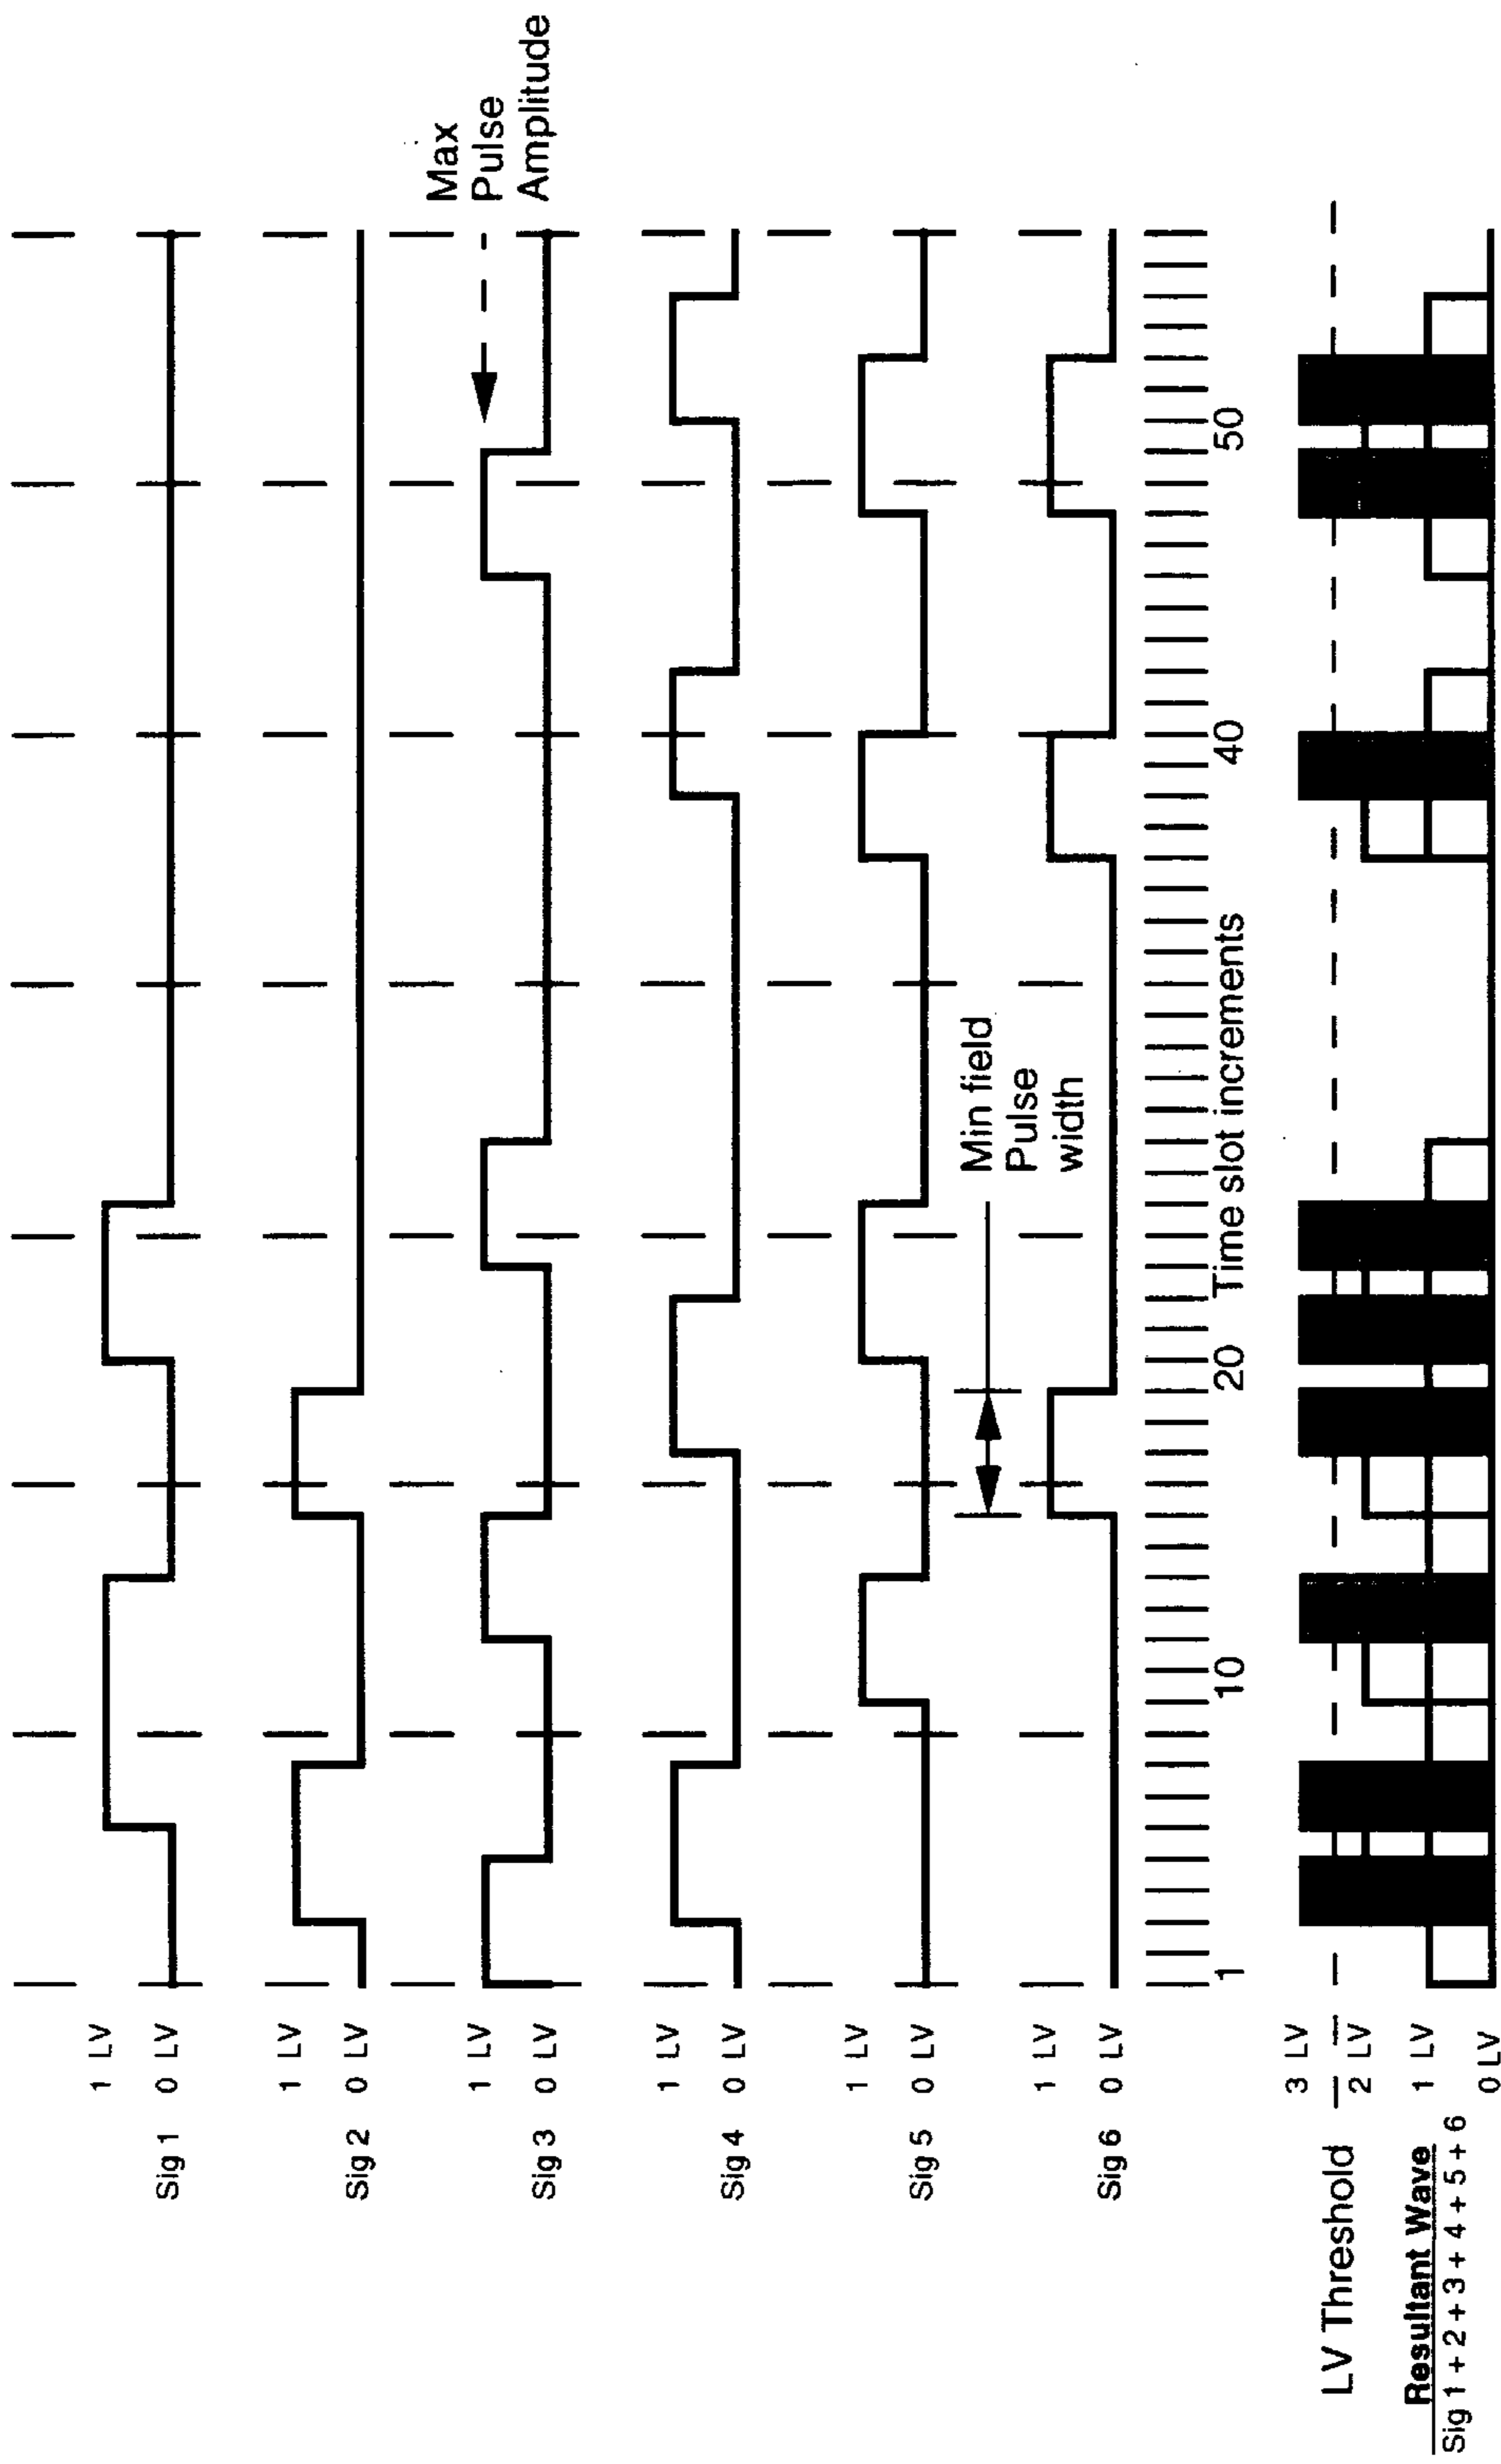 Sig 1
1 LV
0 LV
Sig 2
1 LV
0 LV
Max
Pulse
Amplitude
Sig 3
1 LV
0 LV
Sig 4
1 LV
0 LV
Sig 5
1 LV
0 LV
Min field
Pulse
width
Sig 6
1 LV
0 LV
1 10 20 Time slot increments 40 50
3 LV
LV Threshold
2 LV
Resultant Wave
1 LV
Sig 1 + 2 + 3 + 4 + 5 + 6
0 LV